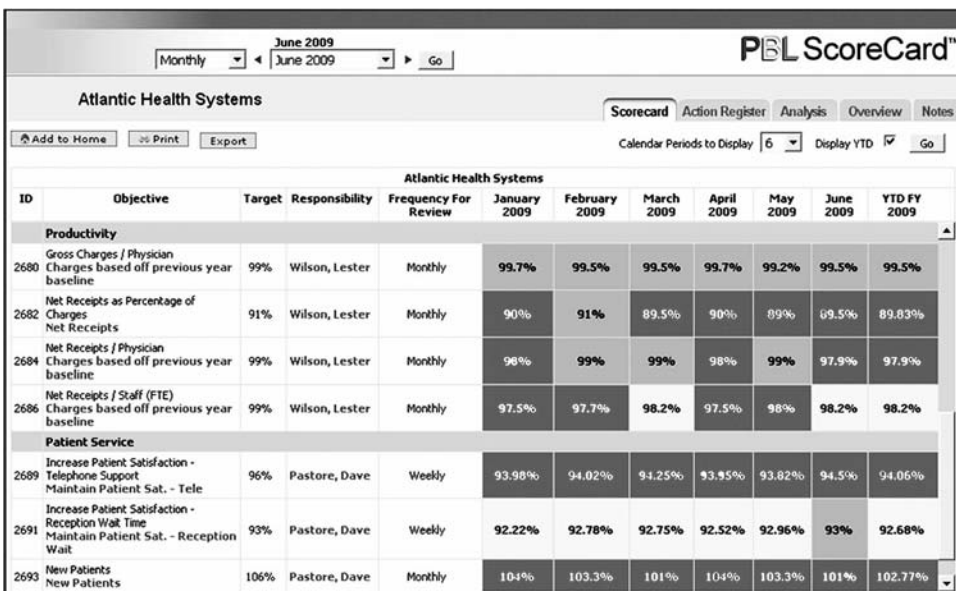 June 2009
Monthly June 2009 Go
PBL ScoreCard™
Atlantic Health Systems
Scorecard Action Register Analysis Overview Notes
Add to Home Print Export Calendar Periods to Display 6 Display YTD Go
Atlantic Health Systems
ID Objective Target Responsibility Frequency For Review January 2009 February 2009 March 2009 April 2009 May 2009 June 2009 YTD FY 2009
Productivity
Gross Charges / Physician
2680 Charges based off previous year 99% Wilson, Lester Monthly 99.7% 99.5% 99.5% 99.7% 99.2% 99.5% 99.5%
baseline
Net Receipts as Percentage of
2682 Charges 91% Wilson, Lester Monthly 90% 91% 89.5% 90% 89% 89.5% 89.83%
Net Receipts
Net Receipts / Physician
2684 Charges based off previous year 99% Wilson, Lester Monthly 98% 99% 99% 98% 99% 97.9% 97.9%
baseline
Net Receipts / Staff (FTE)
2686 Charges based off previous year 99% Wilson, Lester Monthly 97.5% 97.7% 98.2% 97.5% 98% 98.2% 98.2%
baseline
Patient Service
Increase Patient Satisfaction -
2689 Telephone Support 96% Pastore, Dave Weekly 93.98% 94.02% 94.25% 93.95% 93.82% 94.5% 94.06%
Maintain Patient Sat. - Tele
Increase Patient Satisfaction -
Reception Wait Time
2691 Maintain Patient Sat. - Reception 93% Pastore, Dave Weekly 92.22% 92.78% 92.75% 92.52% 92.96% 93% 92.68%
Wait
New Patients
2693 New Patients 106% Pastore, Dave Monthly 104% 103.3% 101% 104% 103.3% 101% 102.77%